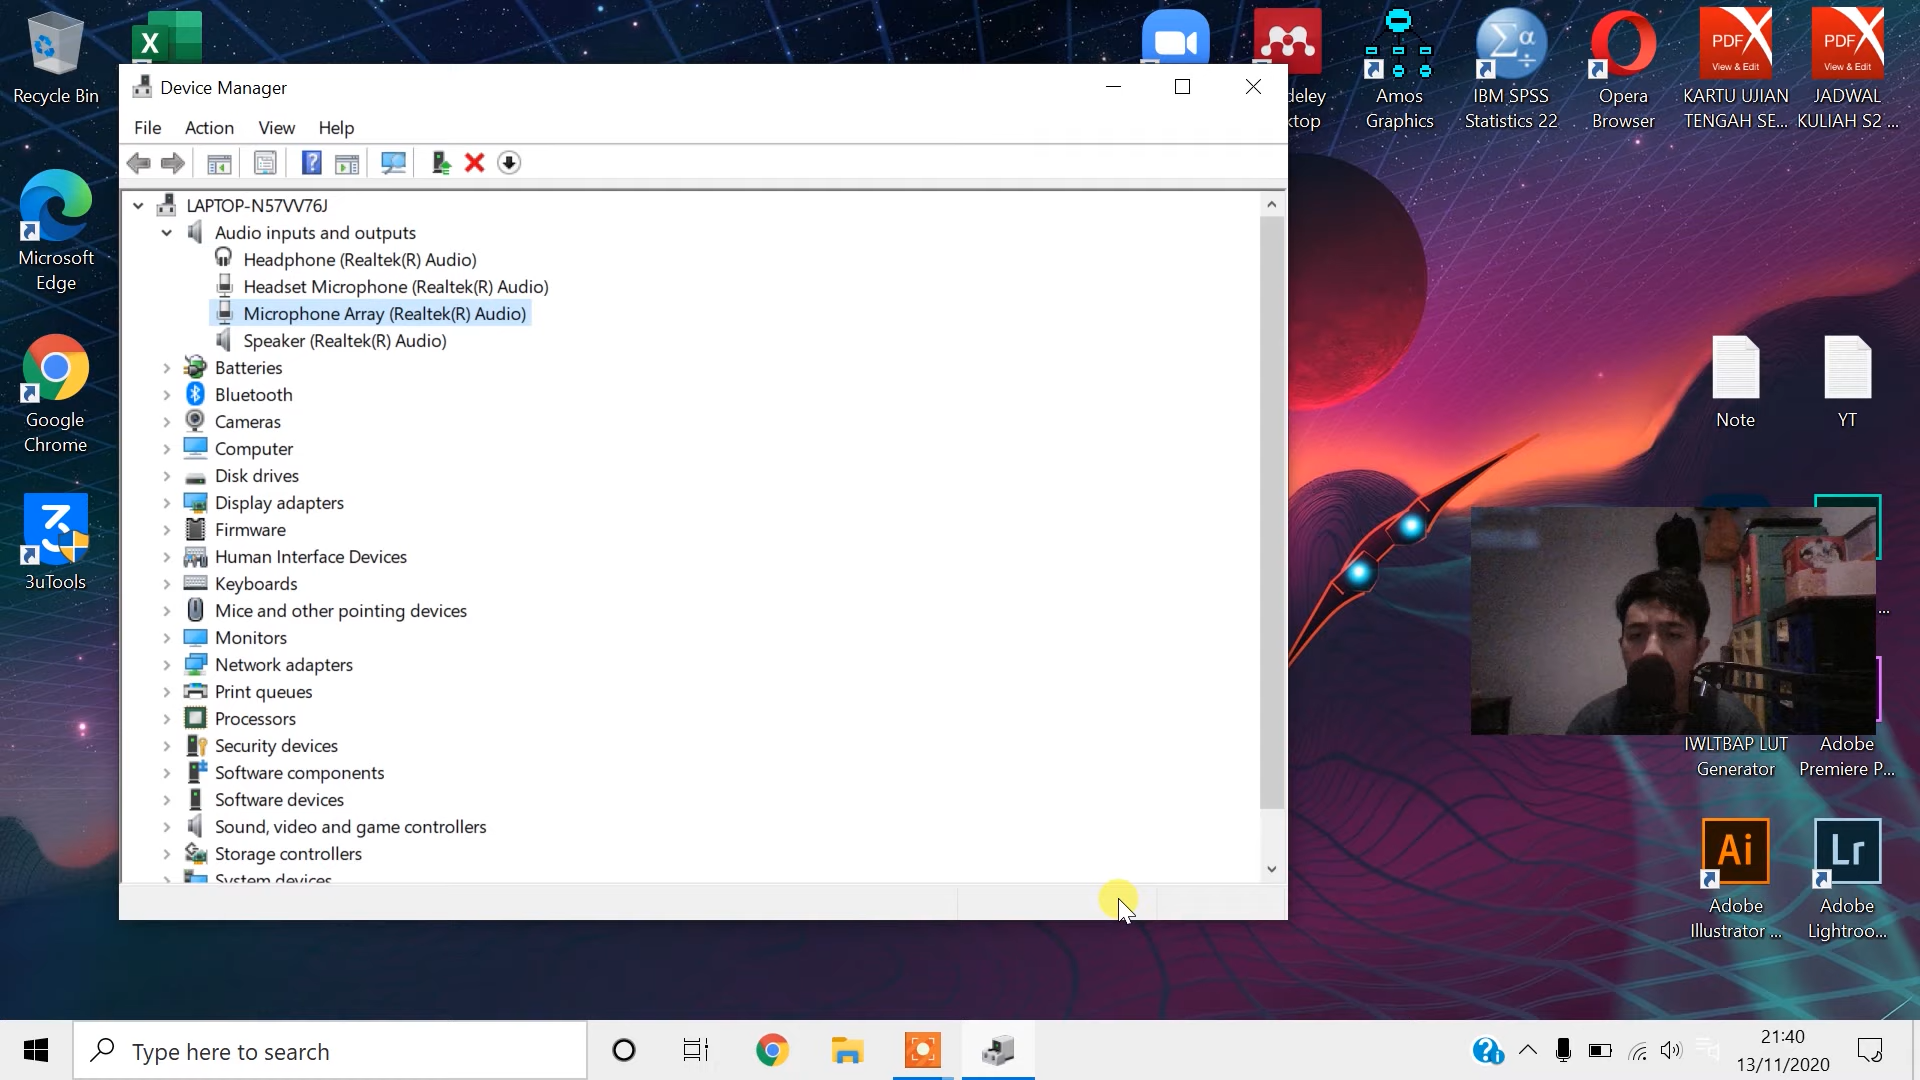 Recycle Bin
X
Microsoft
Edge
Google
Chrome
3uTools
Device Manager
File Action View Help
LAPTOP-N57VV76J
Audio inputs and outputs
Headphone (Realtek(R) Audio)
Headset Microphone (Realtek(R) Audio)
Microphone Array (Realtek(R) Audio)
Speaker (Realtek(R) Audio)
Batteries
Bluetooth
Cameras
Computer
Disk drives
Display adapters
Firmware
Human Interface Devices
Keyboards
Mice and other pointing devices
Monitors
Network adapters
Print queues
Processors
Security devices
Software components
Software devices
Sound, video and game controllers
Storage controllers
System devices
deley
ktop
Amos
Graphics
Σα
IBM SPSS
Statistics 22
Opera
Browser
PDF
View & Edit
KARTU UJIAN
TENGAH SE...
PDF
View & Edit
JADWAL
KULIAH S2 ...
Note
YT
...
IWLTBAP LUT
Generator
Adobe
Premiere P...
Ai
Adobe
Illustrator ...
Lr
Adobe
Lightroo...
Type here to search
21:40
13/11/2020